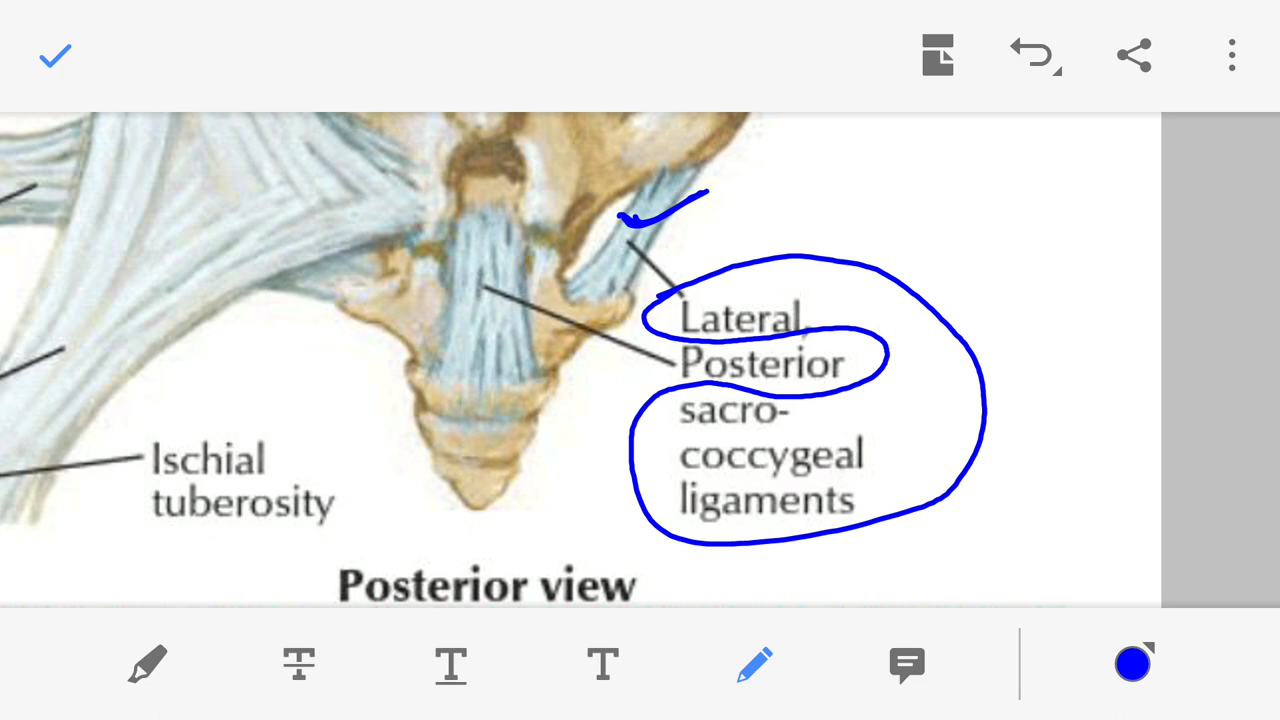 Lateral,
Posterior
sacro-
coccygeal
ligaments
Ischial
tuberosity
Posterior view
T
T
T